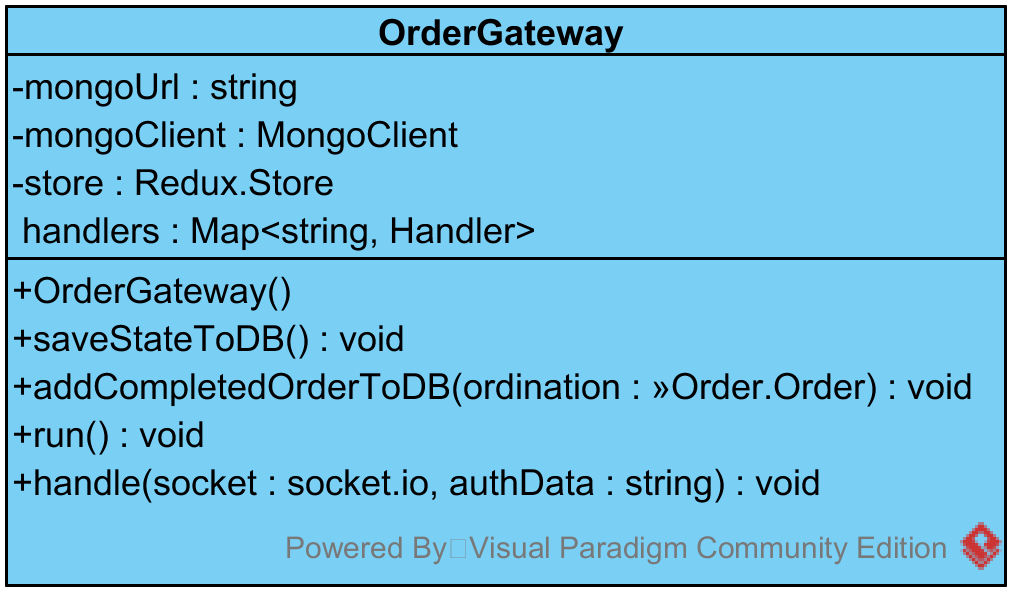 OrderGateway
-mongoUrl : string
-mongoClient : MongoClient
-store : Redux.Store
handlers : Map<string, Handler>
+OrderGateway()
+saveStateToDB() : void
+addCompletedOrderToDB(ordination : »Order.Order) : void
+run() : void
+handle(socket : socket.io, authData : string) : void
Powered By Visual Paradigm Community Edition